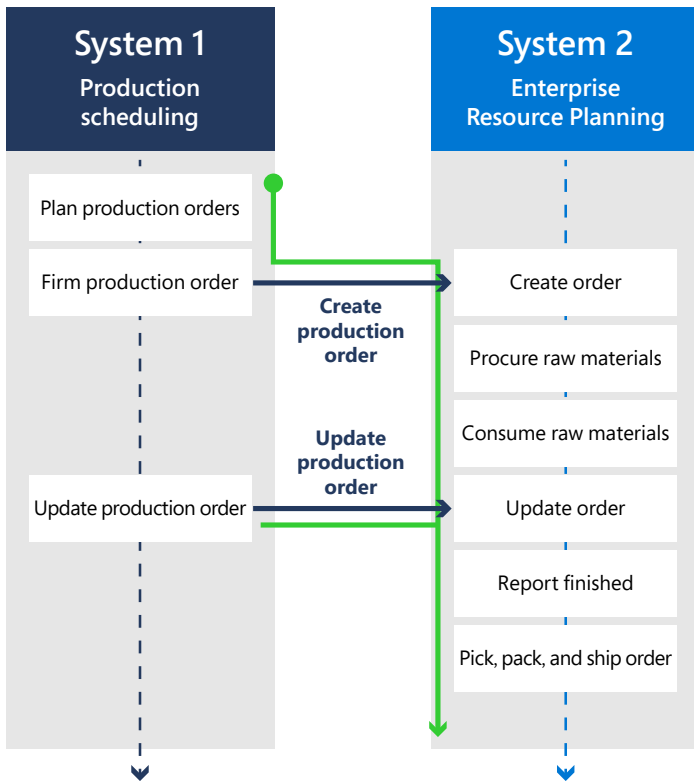 System 1
Production
scheduling
System 2
Enterprise
Resource Planning
Plan production orders
Firm production order
Create
production
order
Create order
Procure raw materials
Consume raw materials
Update
production
order
Update production order
Update order
Report finished
Pick, pack, and ship order